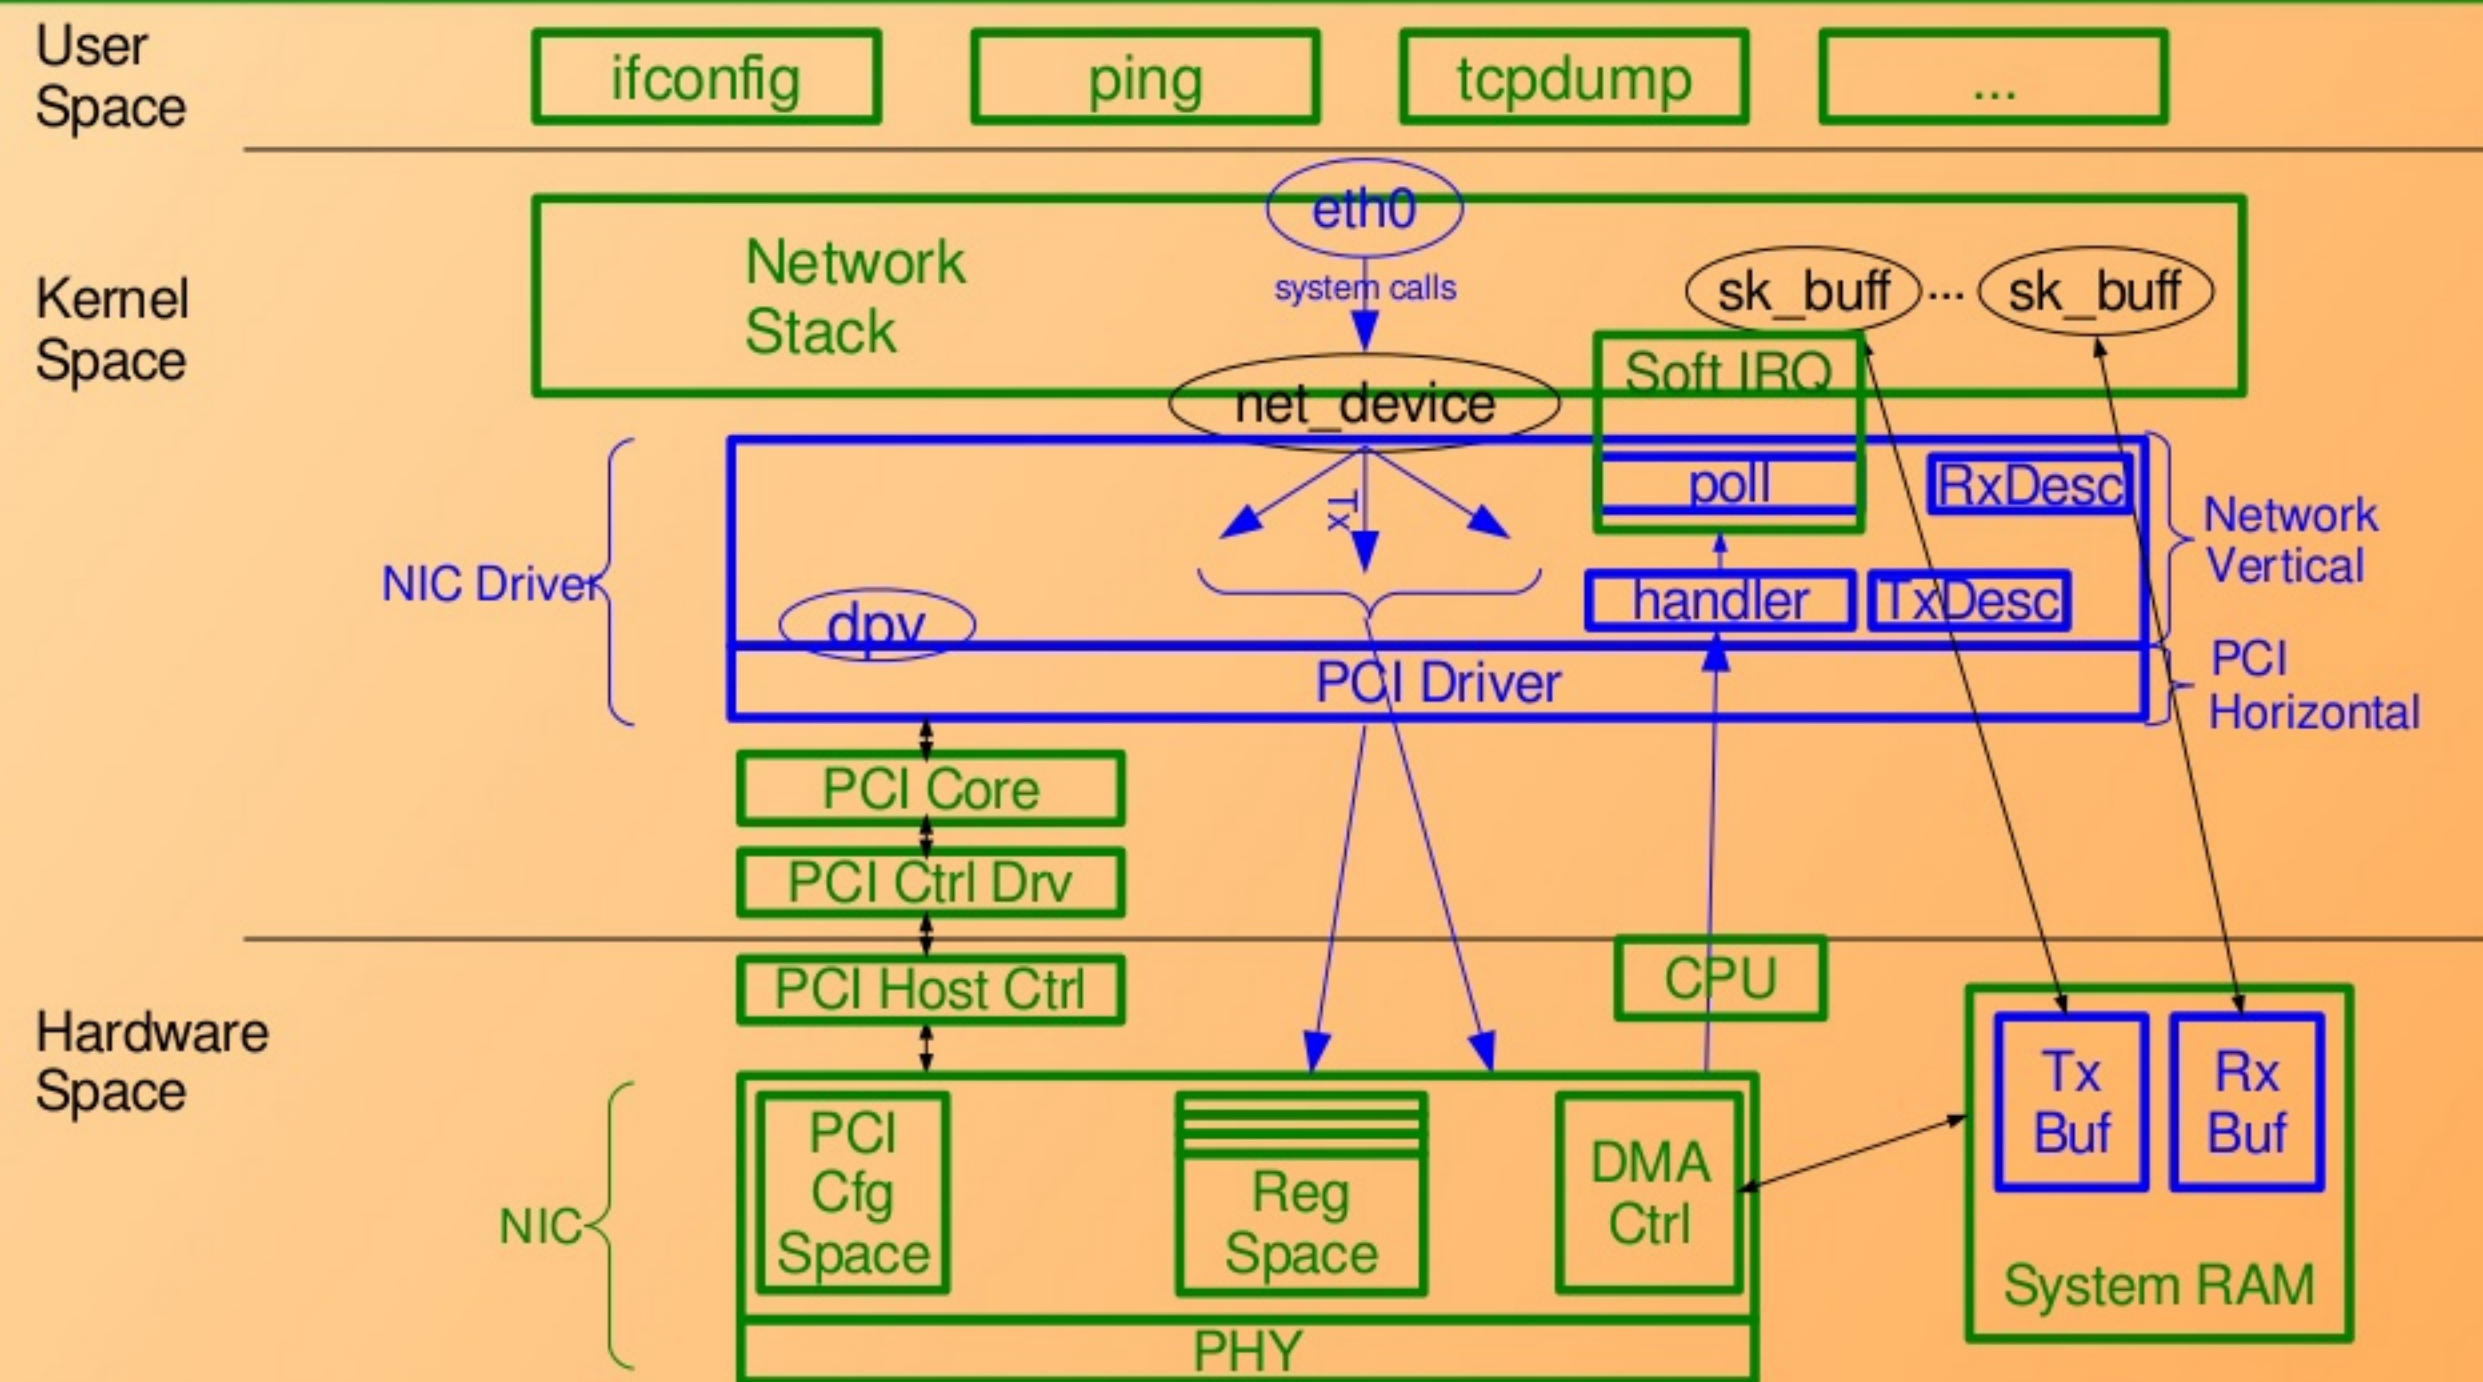 User
Space
ifconfig
ping
tcpdump
...
Kernel
Space
Network
Stack
eth0
system calls
net_device
sk_buff
...
sk_buff
Soft IRQ
poll
RxDesc
Tx
NIC Driver
dpv
handler
TxDesc
Network
Vertical
PCI Driver
PCI
Horizontal
PCI Core
PCI Ctrl Drv
Hardware
Space
PCI Host Ctrl
CPU
NIC
PCI
Cfg
Space
Reg
Space
DMA
Ctrl
Tx
Buf
Rx
Buf
System RAM
PHY